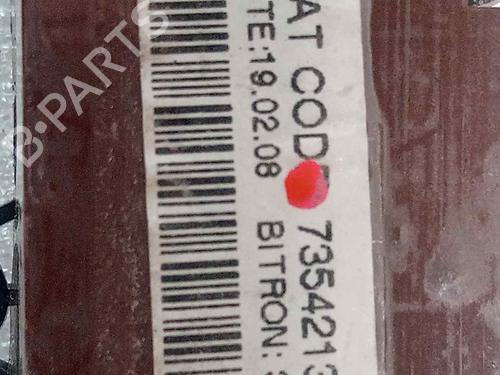 AT CODE 7354213
TE:19.02.08 BITRON:
B-PARTS